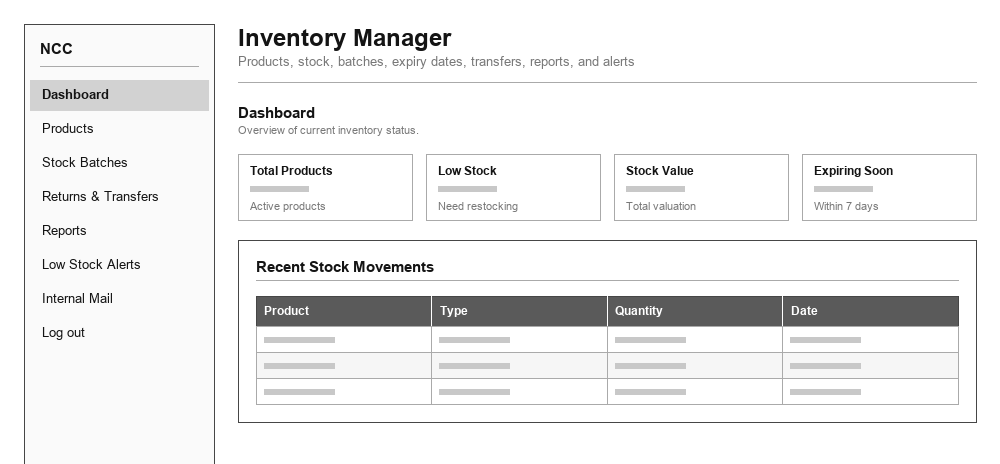 NCC
Dashboard
Products
Stock Batches
Returns & Transfers
Reports
Low Stock Alerts
Internal Mail
Log out
Inventory Manager
Products, stock, batches, expiry dates, transfers, reports, and alerts
Dashboard
Overview of current inventory status.
Total Products
Active products
Low Stock
Need restocking
Stock Value
Total valuation
Expiring Soon
Within 7 days
Recent Stock Movements
Product Type Quantity Date